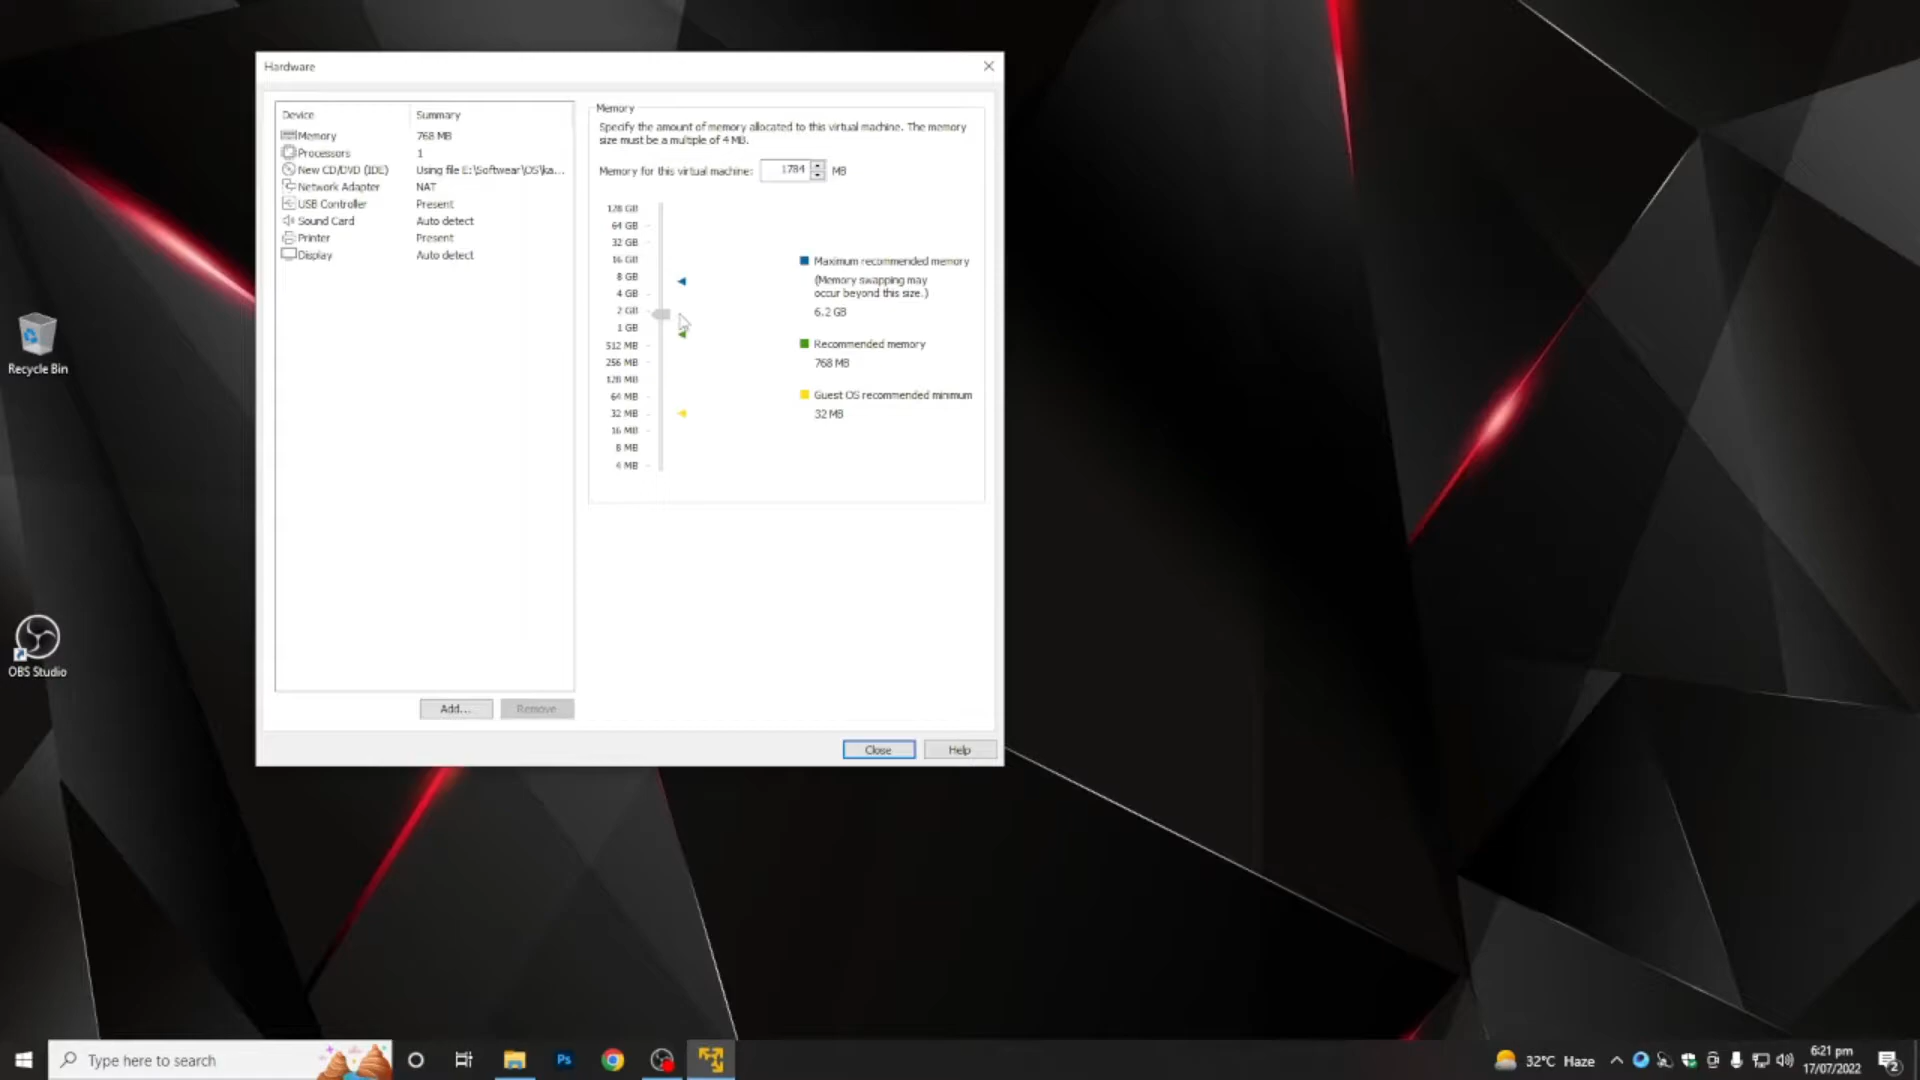 Hardware
Device
Summary
Memory
768 MB
Processors
1
New CD/DVD (IDE)
Using file E:\Softwear\OS\ka...
Network Adapter
NAT
USB Controller
Present
Sound Card
Auto detect
Printer
Present
Display
Auto detect
Add...
Remove
Memory
Specify the amount of memory allocated to this virtual machine. The memory
size must be a multiple of 4 MB.
Memory for this virtual machine:
1784
MB
128 GB
64 GB
32 GB
16 GB
8 GB
4 GB
2 GB
1 GB
512 MB
256 MB
128 MB
64 MB
32 MB
16 MB
8 MB
4 MB
Maximum recommended memory
(Memory swapping may
occur beyond this size.)
6.2 GB
Recommended memory
768 MB
Guest OS recommended minimum
32 MB
Close
Help
Recycle Bin
OBS Studio
Type here to search
Ps
32°C Haze
6:21 pm
17/07/2022
2